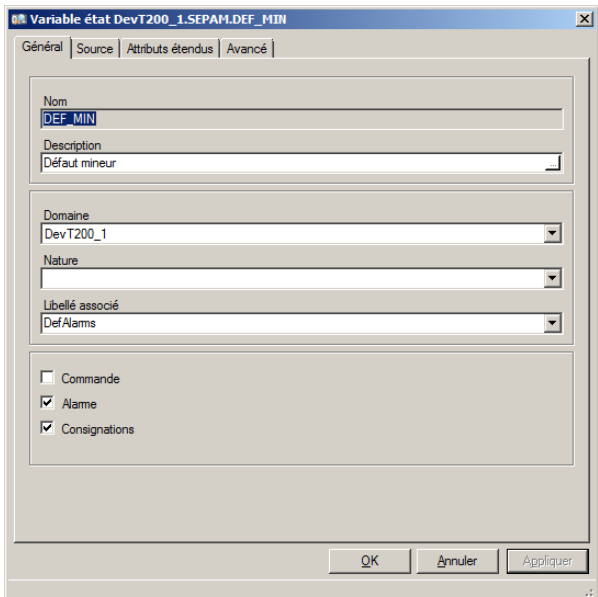 Variable état DevT200_1.SEPAM.DEF_MIN
Général Source Attributs étendus Avancé
Nom
DEF_MIN
Description
Défaut mineur
...
Domaine
DevT200_1
Nature
Libellé associé
DefAlarms
Commande
Alarme
Consignations
OK Annuler Appliquer